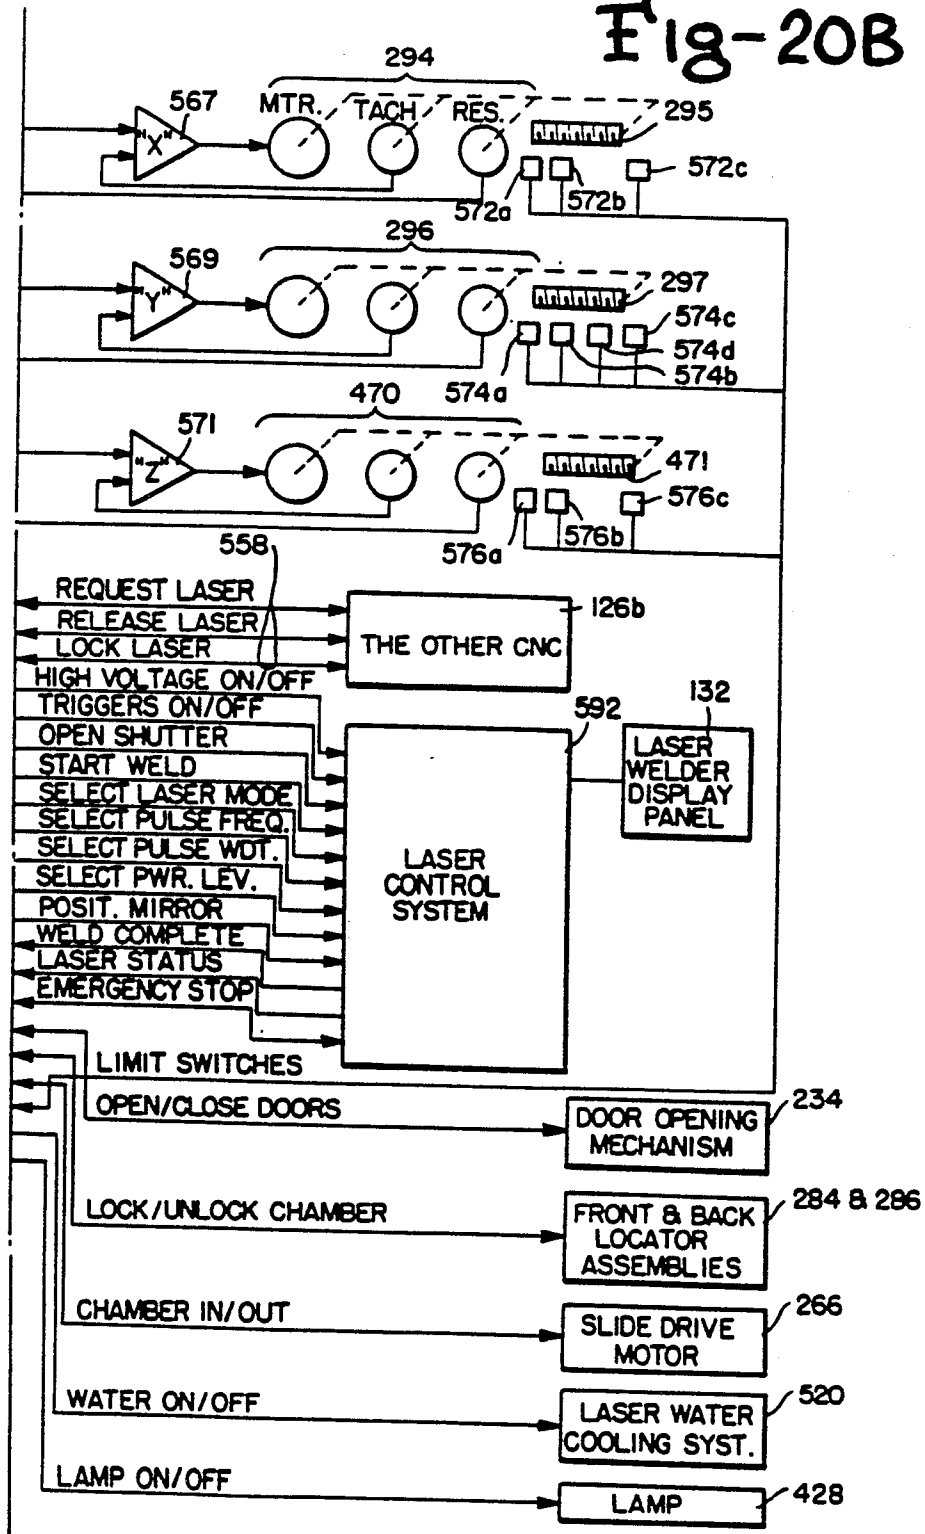 Fig-20B
294
567
MTR.
TACH
RES.
295
"X"
572a
572b
572c
296
569
297
"Y"
574c
574d
574b
574a
470
571
"Z"
471
576c
576b
576a
558
REQUEST LASER
RELEASE LASER
LOCK LASER
THE OTHER CNC
126b
HIGH VOLTAGE ON/OFF
TRIGGERS ON/OFF
OPEN SHUTTER
START WELD
SELECT LASER MODE
SELECT PULSE FREQ.
SELECT PULSE WDT.
SELECT PWR. LEV.
POSIT. MIRROR
WELD COMPLETE
LASER STATUS
EMERGENCY STOP
592
LASER
CONTROL
SYSTEM
132
LASER
WELDER
DISPLAY
PANEL
LIMIT SWITCHES
OPEN/CLOSE DOORS
DOOR OPENING
MECHANISM
234
LOCK/UNLOCK CHAMBER
FRONT & BACK
LOCATOR
ASSEMBLIES
284 & 286
CHAMBER IN/OUT
SLIDE DRIVE
MOTOR
266
WATER ON/OFF
LASER WATER
COOLING SYST.
520
LAMP ON/OFF
LAMP
428